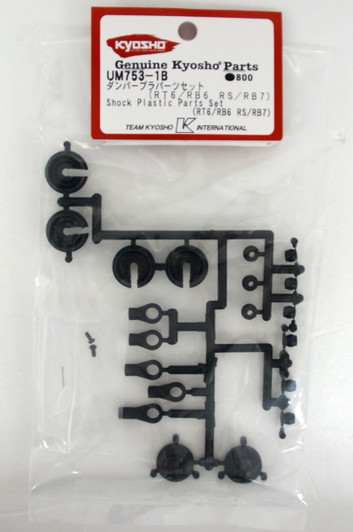 KYOSHO
Genuine Kyosho® Parts
UM753-1B ●800
ダンパープラパーツセット
(RT6/RB6 RS/RB7)
Shock Plastic Parts Set
(RT6/RB6 RS/RB7)
TEAM KYOSHO K INTERNATIONAL